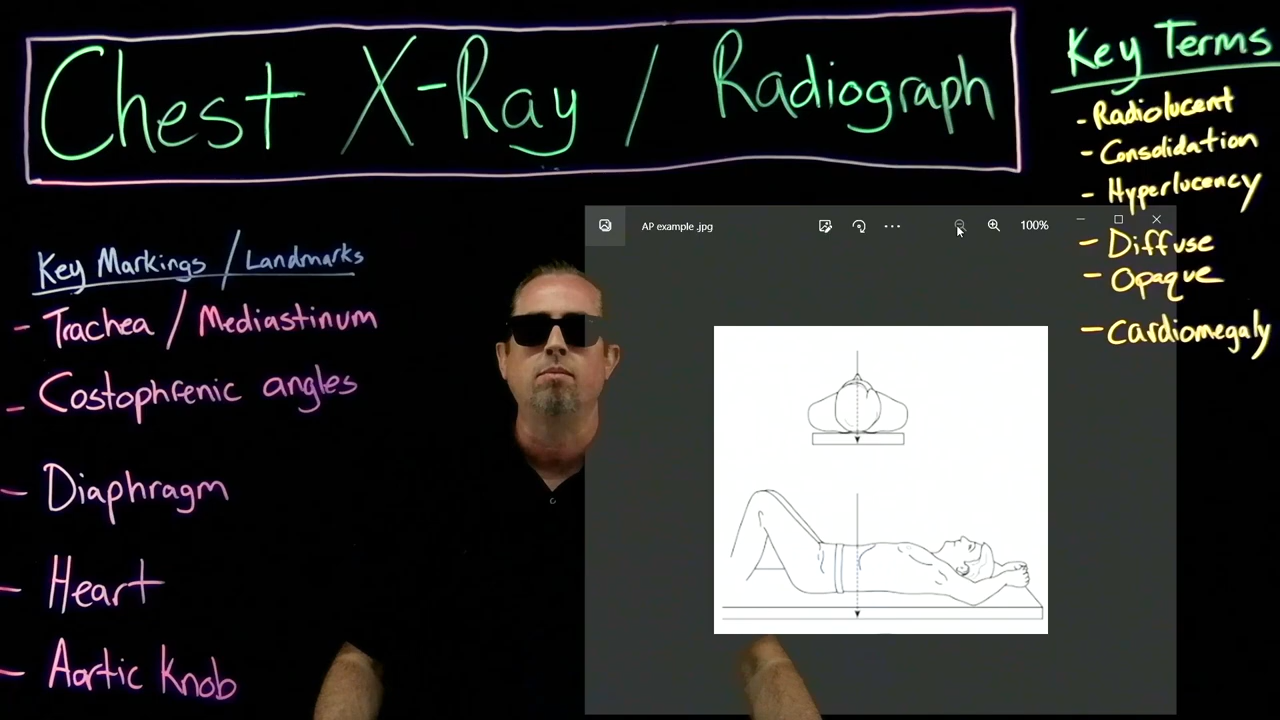 Chest X-Ray / Radiograph
Key Terms
- Radiolucent
- Consolidation
- Hyperlucency
- Diffuse
- Opaque
- Cardiomegaly
AP example .jpg
100%
Key Markings / Landmarks
- Trachea / Mediastinum
- Costophrenic angles
- Diaphragm
- Heart
- Aortic Knob